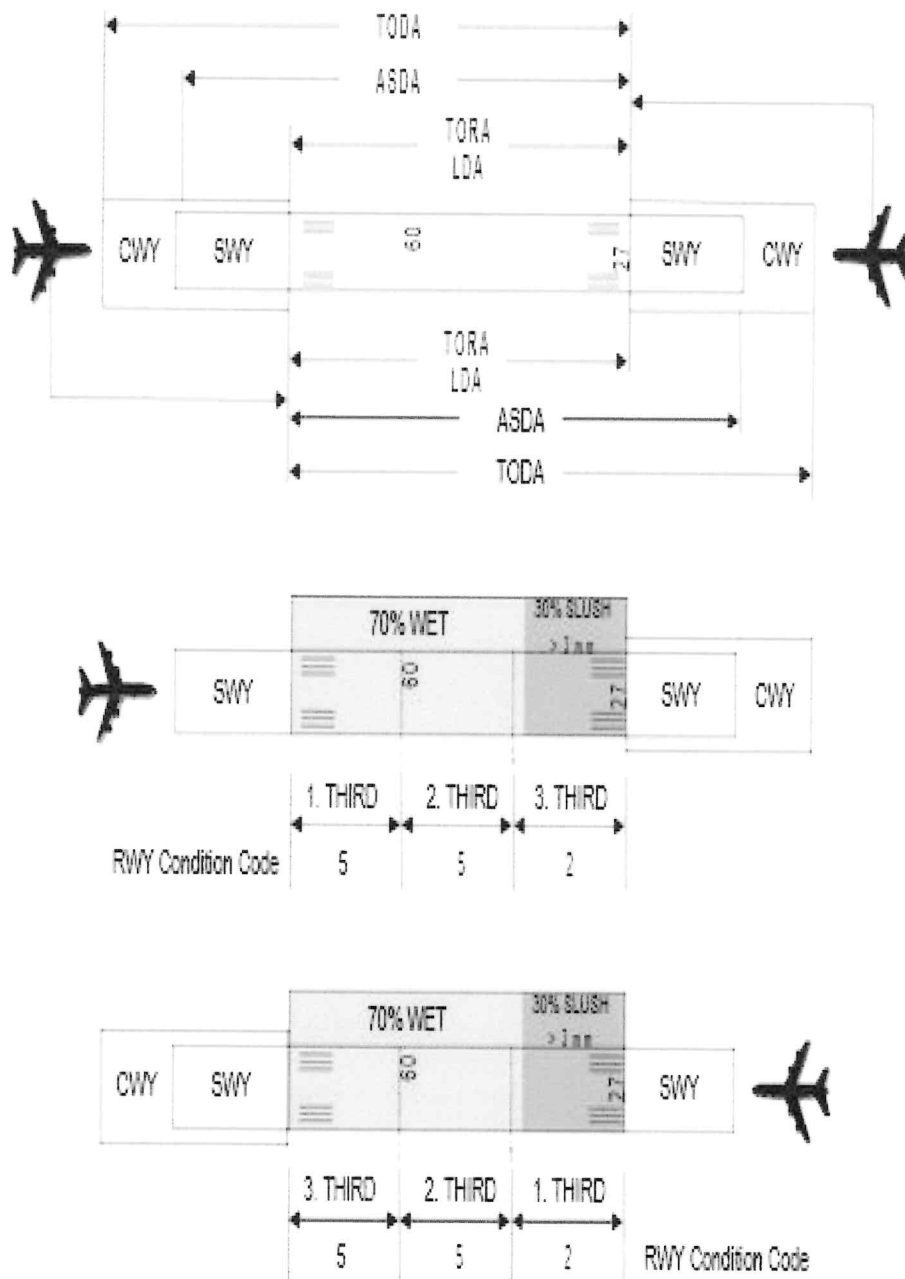 TODA
ASDA
TORA
LDA
CWY SWY 09 27 SWY CWY
TORA
LDA
ASDA
TODA
70% WET 30% SLUSH
> 3mm
SWY 09 27 SWY CWY
1. THIRD 2. THIRD 3. THIRD
RWY Condition Code 5 5 2
70% WET 30% SLUSH
> 3mm
CWY SWY 09 27 SWY
3. THIRD 2. THIRD 1. THIRD
5 5 2 RWY Condition Code